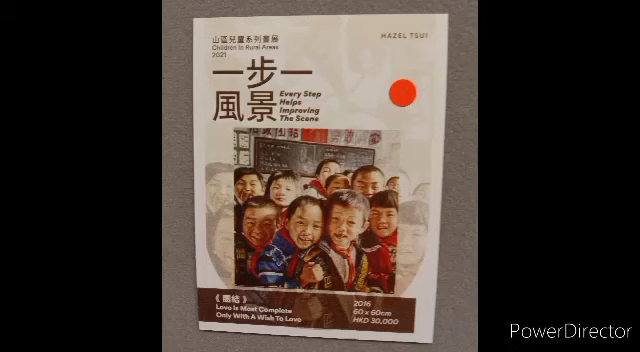 山區兒童系列畫展
Children In Rural Areas
2021
HAZEL TSUI
一步一
風景
Every Step
Helps
Improving
The Scene
《 團結 》
Love Is Most Complete
Only With A Wish To Love
2016
60 x 60cm
HKD 30,000
PowerDirector